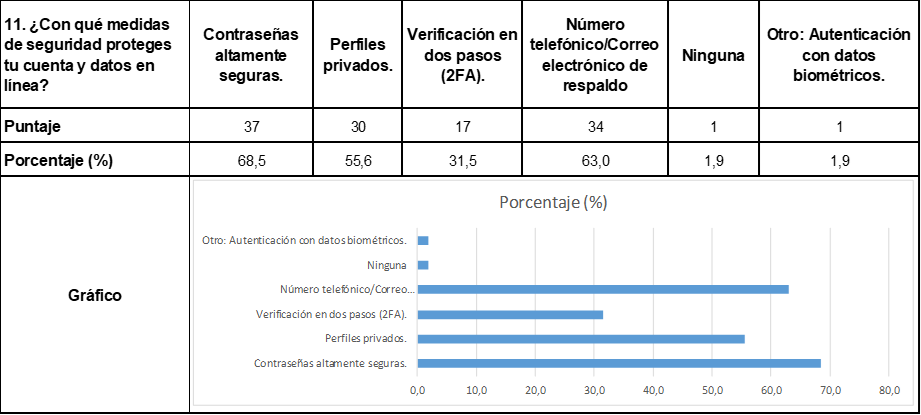 11. ¿Con qué medidas
de seguridad proteges
tu cuenta y datos en
línea?
Contraseñas
altamente
seguras.
Perfiles
privados.
Verificación en
dos pasos
(2FA).
Número
telefónico/Correo
electrónico de
respaldo
Ninguna
Otro: Autenticación
con datos
biométricos.
Puntaje
37
30
17
34
1
1
Porcentaje (%)
68,5
55,6
31,5
63,0
1,9
1,9
Gráfico
Porcentaje (%)
Otro: Autenticación con datos biométricos.
Ninguna
Número telefónico/Correo...
Verificación en dos pasos (2FA).
Perfiles privados.
Contraseñas altamente seguras.
0,0 10,0 20,0 30,0 40,0 50,0 60,0 70,0 80,0